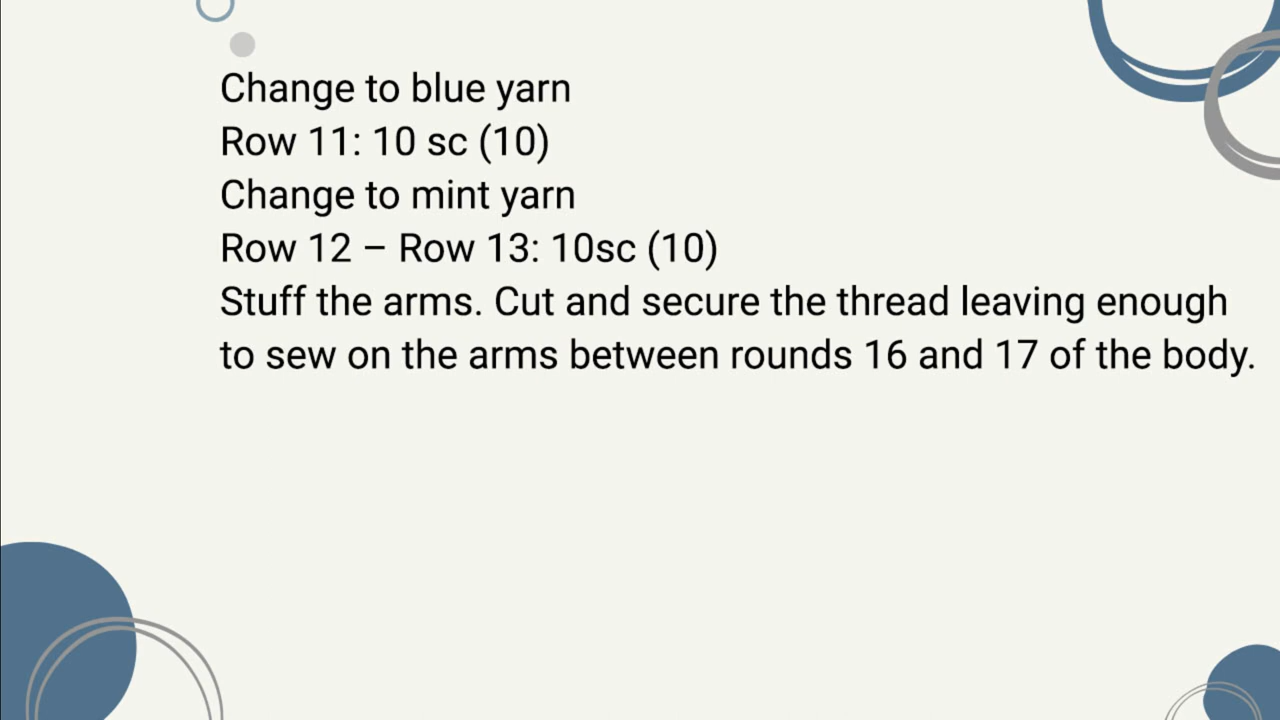 Change to blue yarn
Row 11: 10 sc (10)
Change to mint yarn
Row 12 – Row 13: 10sc (10)
Stuff the arms. Cut and secure the thread leaving enough
to sew on the arms between rounds 16 and 17 of the body.